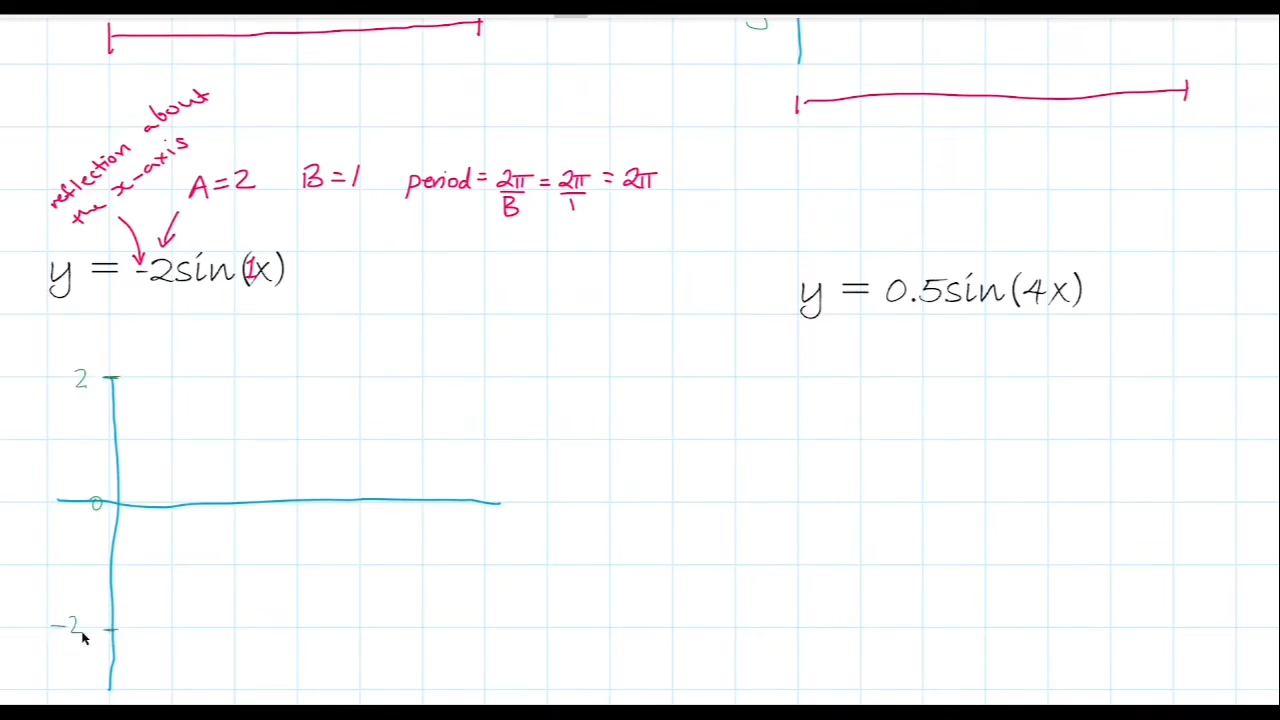 reflection about
the x-axis
A=2 B=1 period = 2π/B = 2π/1 = 2π
y = -2sin(1x)
y = 0.5sin(4x)
2
0
-2